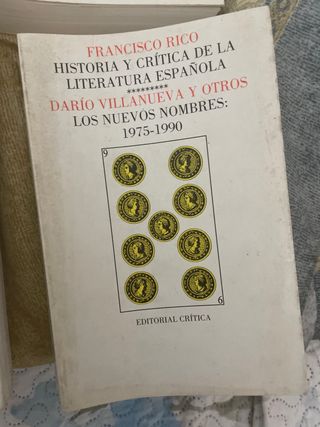 FRANCISCO RICO
HISTORIA Y CRÍTICA DE LA
LITERATURA ESPAÑOLA
*********
DARÍO VILLANUEVA Y OTROS
LOS NUEVOS NOMBRES:
1975-1990
9
9
EDITORIAL CRÍTICA